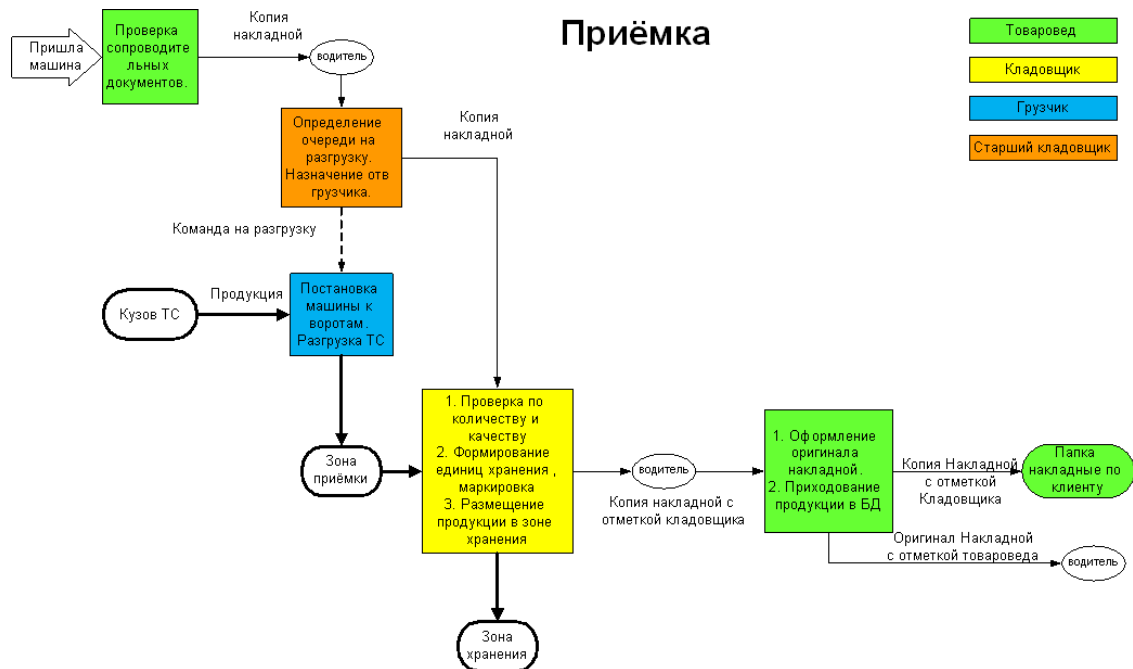 Приёмка
Товаровед
Кладовщик
Грузчик
Старший кладовщик
Пришла
машина
Проверка
сопроводите
льных
документов.
Копия
накладной
водитель
Определение
очереди на
разгрузку.
Назначение отв
грузчика.
Копия
накладной
Команда на разгрузку
Кузов ТС
Продукция
Постановка
машины к
воротам.
Разгрузка ТС
Зона
приёмки
1. Проверка по
количеству и
качеству
2. Формирование
единиц хранения ,
маркировка
3. Размещение
продукции в зоне
хранения
водитель
Копия накладной с
отметкой кладовщика
1. Оформление
оригинала
накладной.
2. Приходование
продукции в БД
Копия Накладной
с отметкой
Кладовщика
Папка
накладные по
клиенту
Оригинал Накладной
с отметкой товароведа
водитель
Зона
хранения